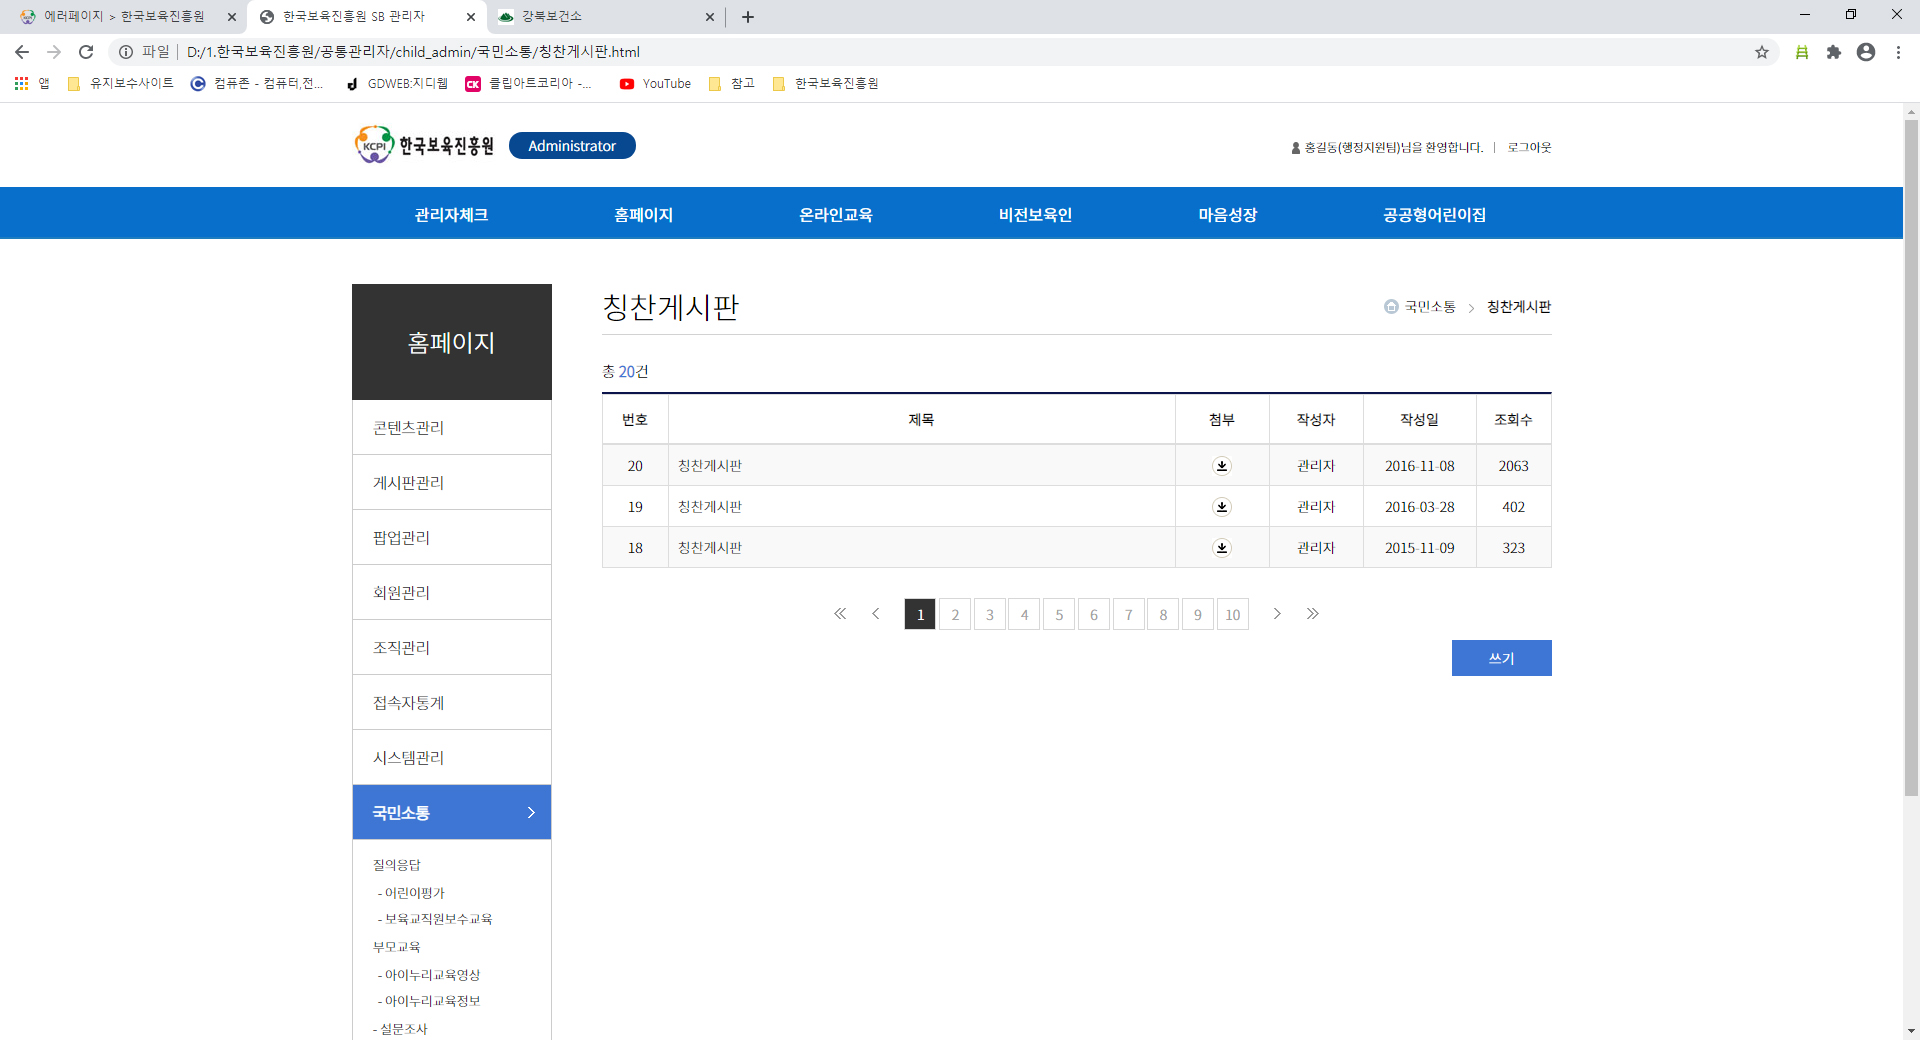 에러페이지 > 한국보육진흥원
한국보육진흥원 SB 관리자
강북보건소
파일 D:/1.한국보육진흥원/공통관리자/child_admin/국민소통/칭찬게시판.html
앱 유지보수사이트 컴퓨존 - 컴퓨터,전... GDWEB:지디웹 클립아트코리아 -... YouTube 참고 한국보육진흥원
KCPI 한국보육진흥원 Administrator
홍길동(행정지원팀)님을 환영합니다. 로그아웃
관리자체크 홈페이지 온라인교육 비전보육인 마음성장 공공형어린이집
홈페이지
콘텐츠관리
게시판관리
팝업관리
회원관리
조직관리
접속자통계
시스템관리
국민소통
질의응답
- 어린이평가
- 보육교직원보수교육
부모교육
- 아이누리교육영상
- 아이누리교육정보
- 설문조사
칭찬게시판
국민소통 > 칭찬게시판
총 20건
번호 제목 첨부 작성자 작성일 조회수
20 칭찬게시판 관리자 2016-11-08 2063
19 칭찬게시판 관리자 2016-03-28 402
18 칭찬게시판 관리자 2015-11-09 323
1 2 3 4 5 6 7 8 9 10
쓰기